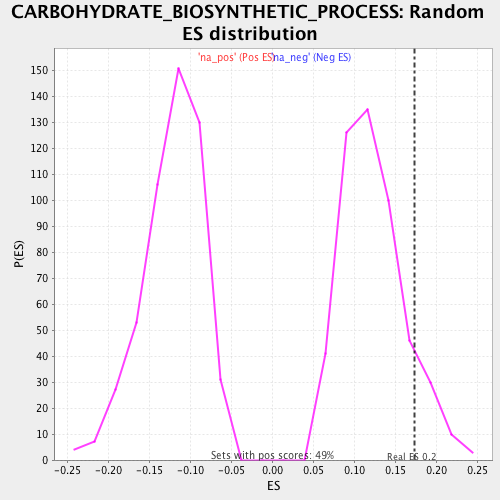 CARBOHYDRATE_BIOSYNTHETIC_PROCESS: Random
ES distribution
'na_pos' (Pos ES) 'na_neg' (Neg ES)
150
140
130
120
110
100
90
80
70
60
50
40
30
20
10
0
P(ES)
Sets with pos scores: 49%
Real ES 0.2
-0.25 -0.20 -0.15 -0.10 -0.05 0.00 0.05 0.10 0.15 0.20 0.25
ES